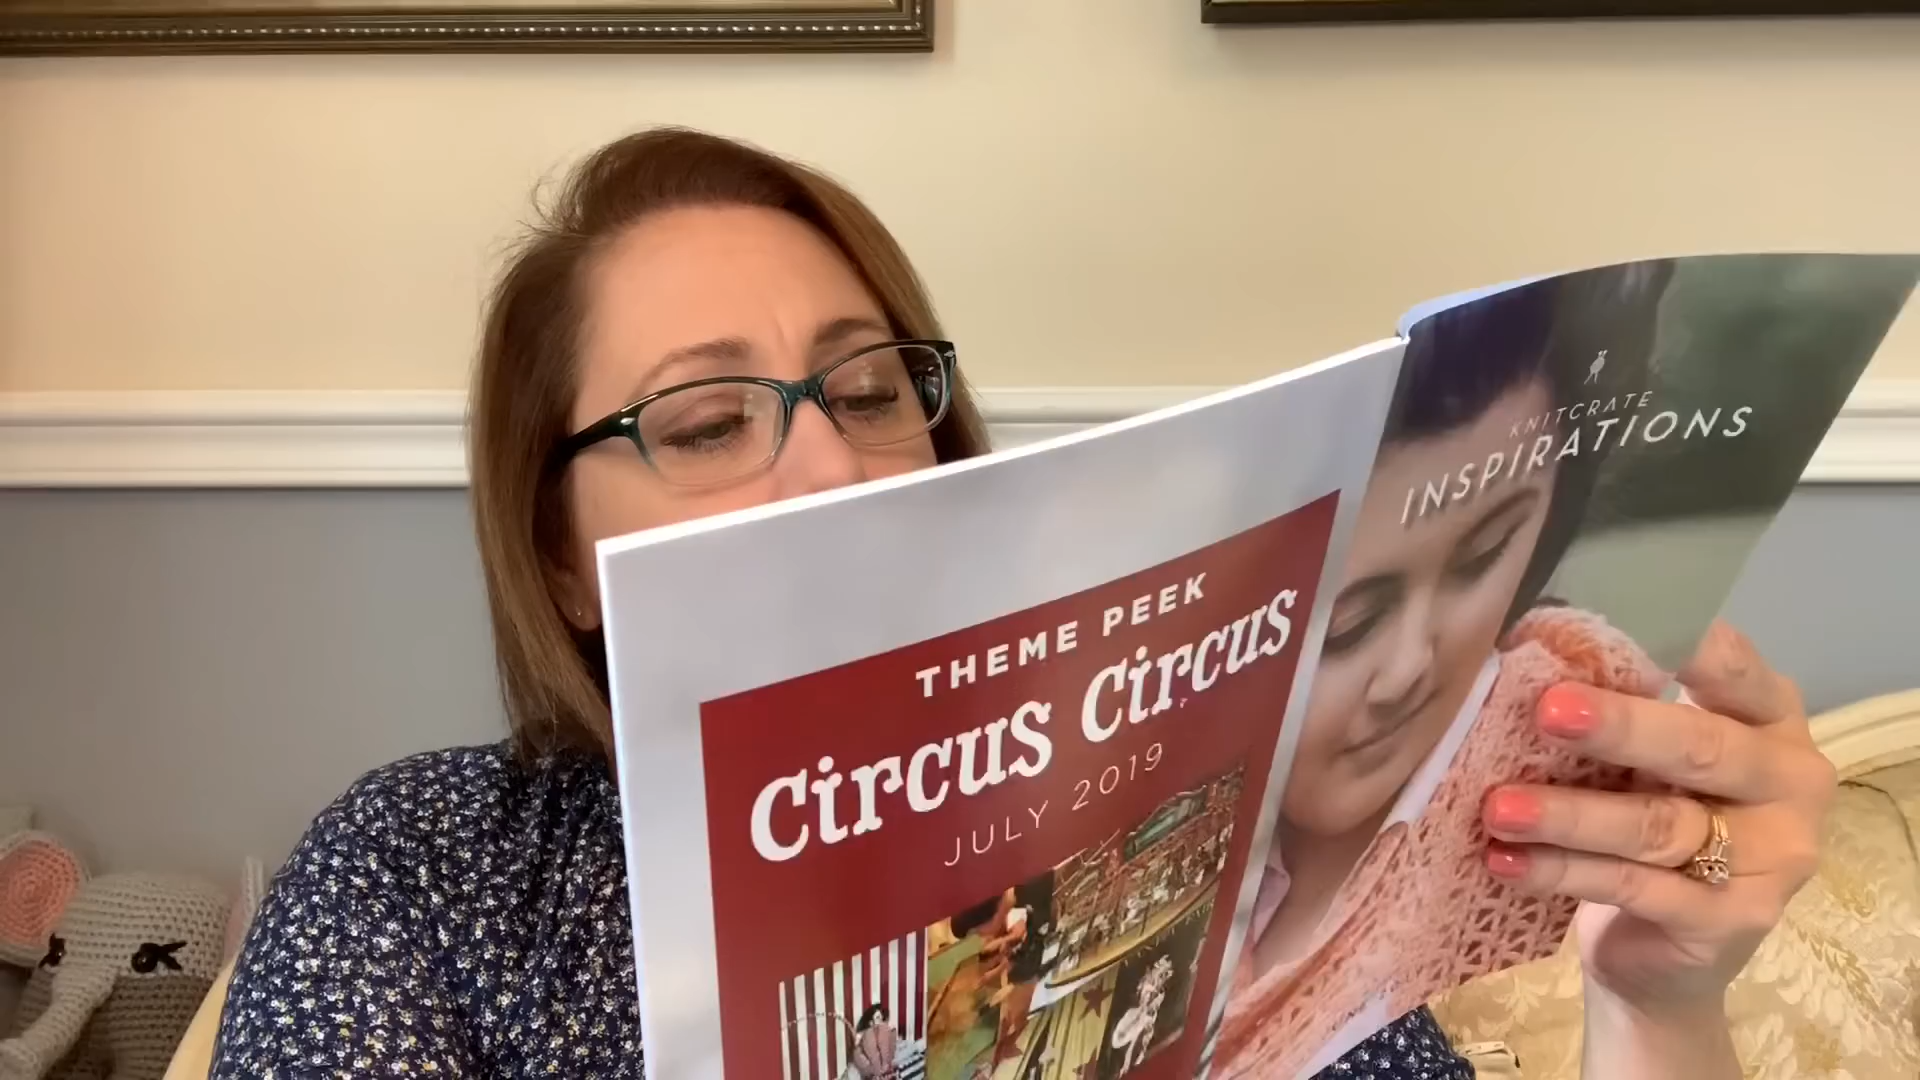 THEME PEEK
Circus Circus
JULY 2019
KNITCRATE
INSPIRATIONS